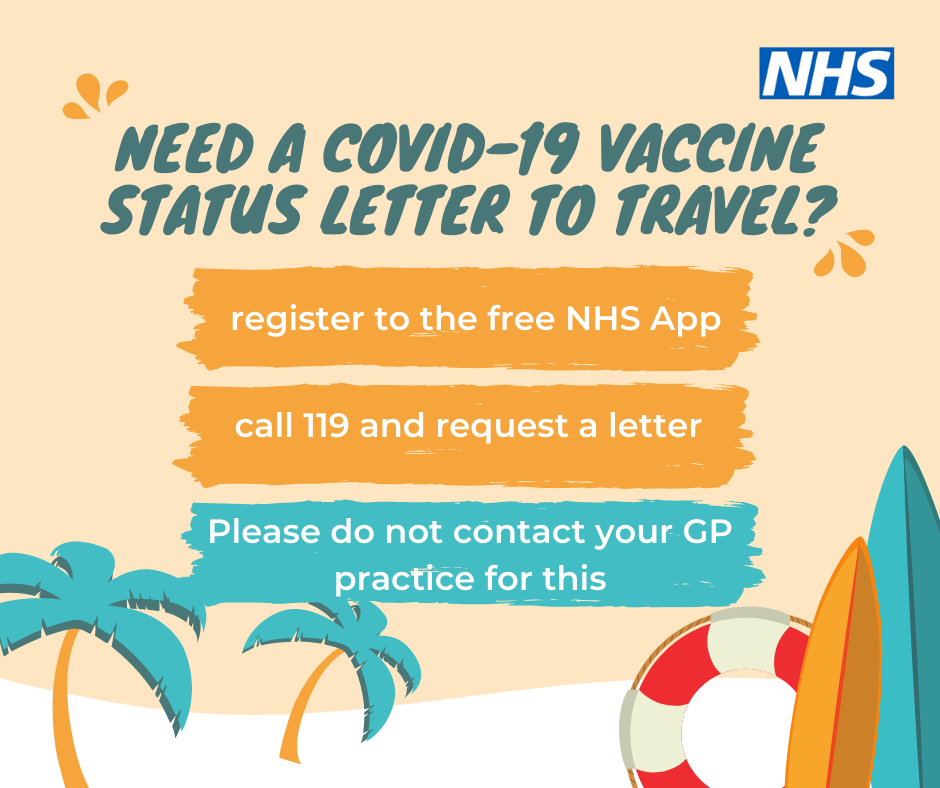 NHS
NEED A COVID-19 VACCINE
STATUS LETTER TO TRAVEL?
register to the free NHS App
call 119 and request a letter
Please do not contact your GP
practice for this